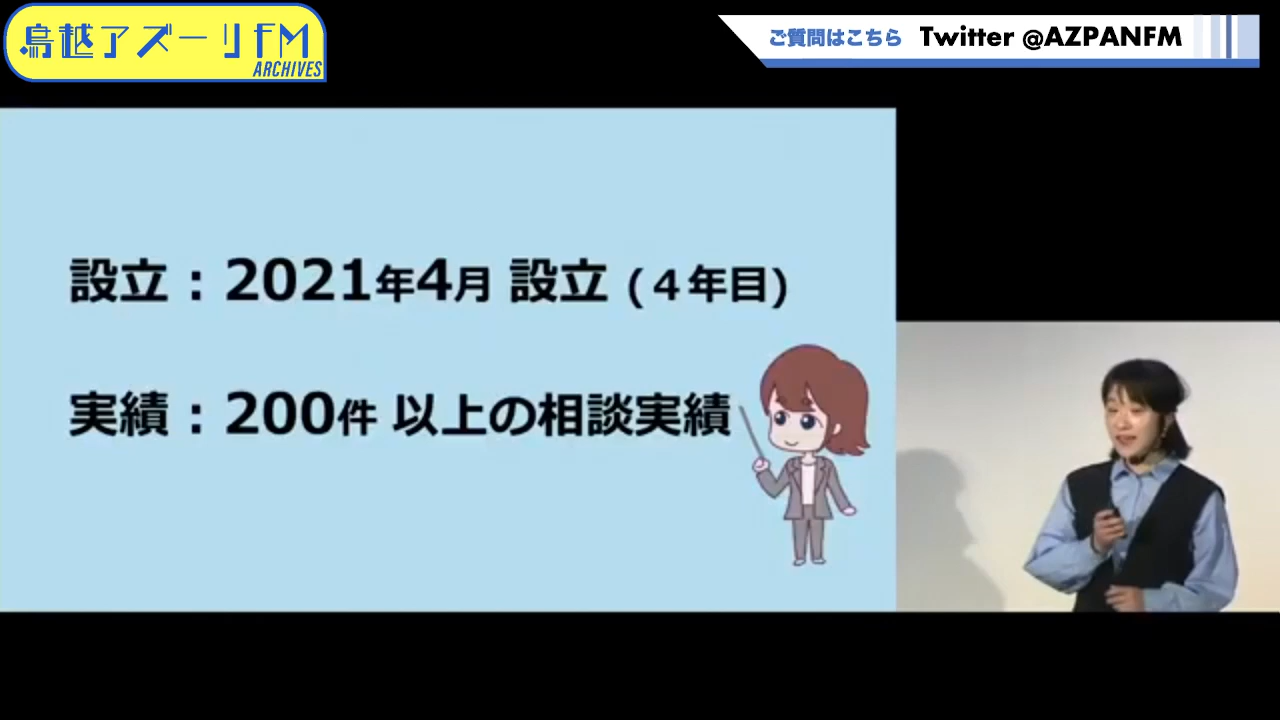 鳥越アズーリFM
ARCHIVES
ご質問はこちら Twitter @AZPANFM
設立：2021年4月 設立 (４年目)
実績：200件 以上の相談実績